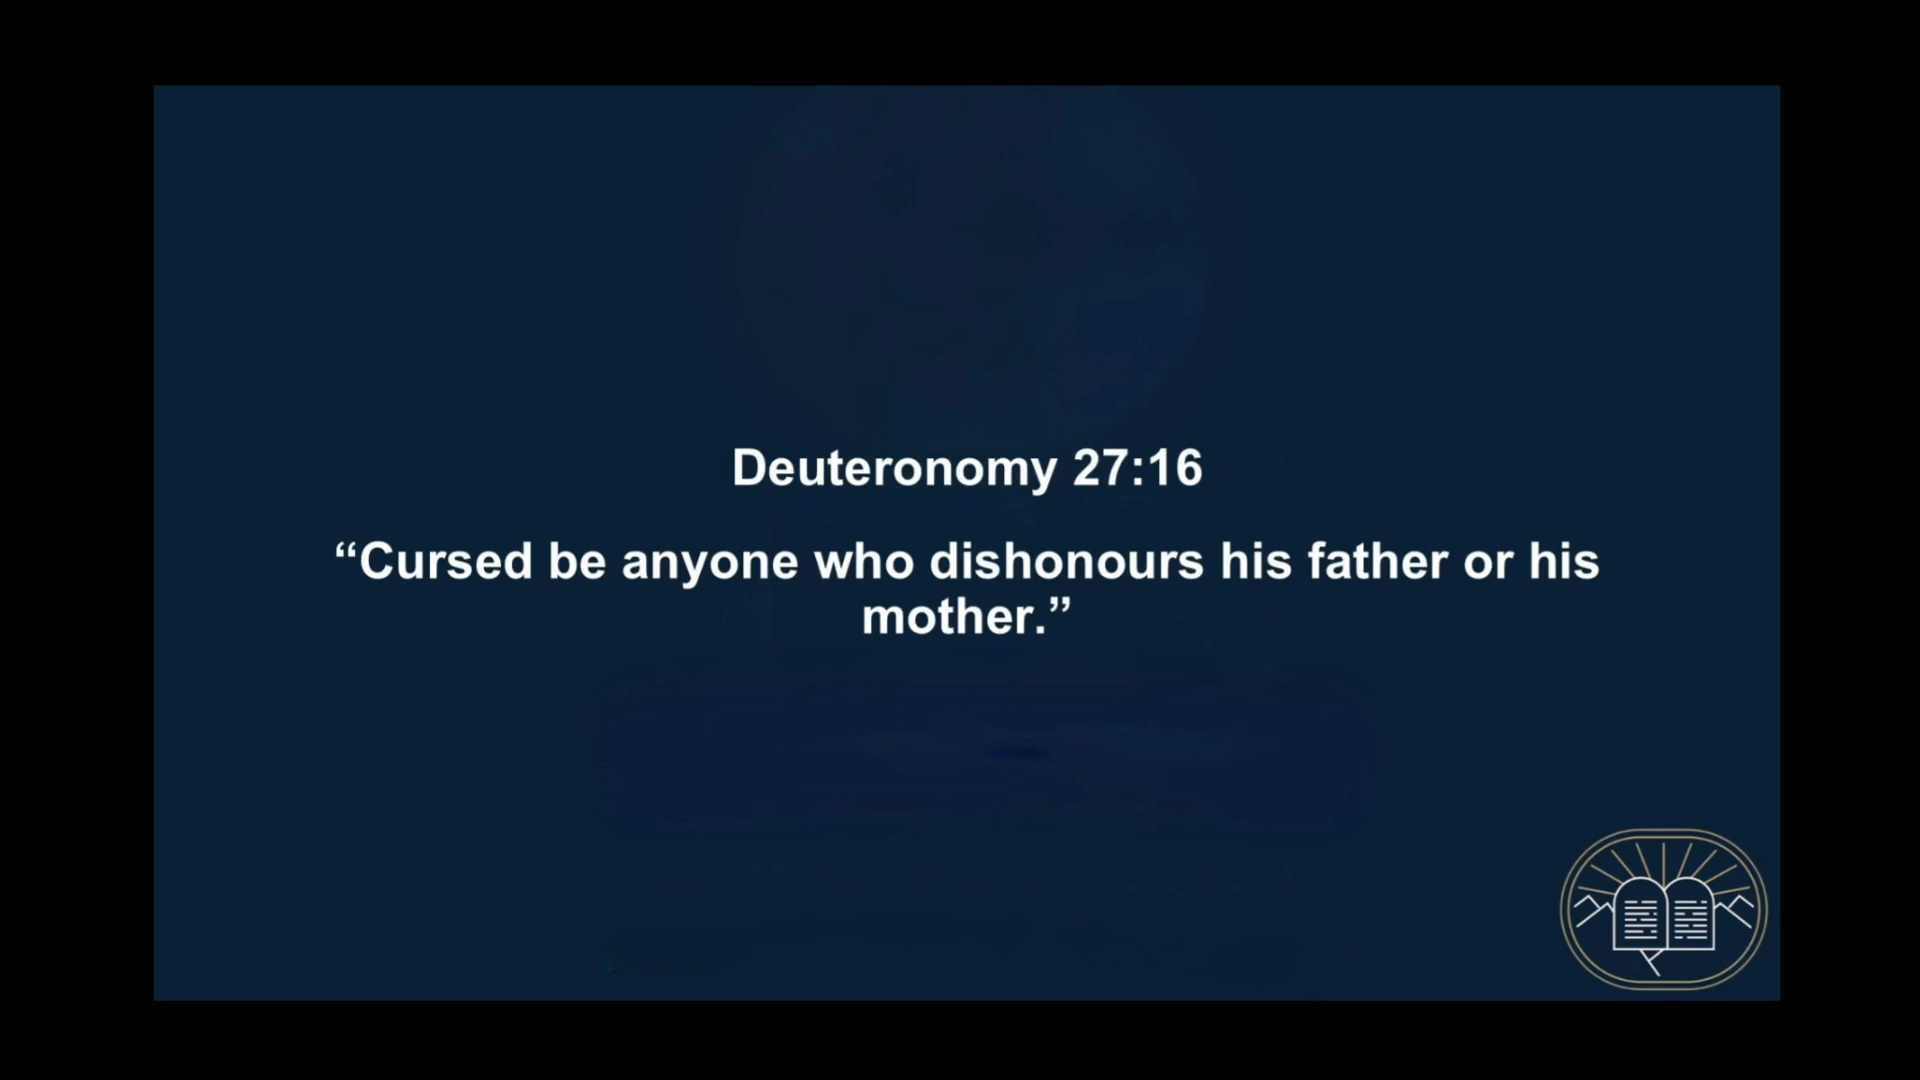 Deuteronomy 27:16
“Cursed be anyone who dishonours his father or his
mother.”